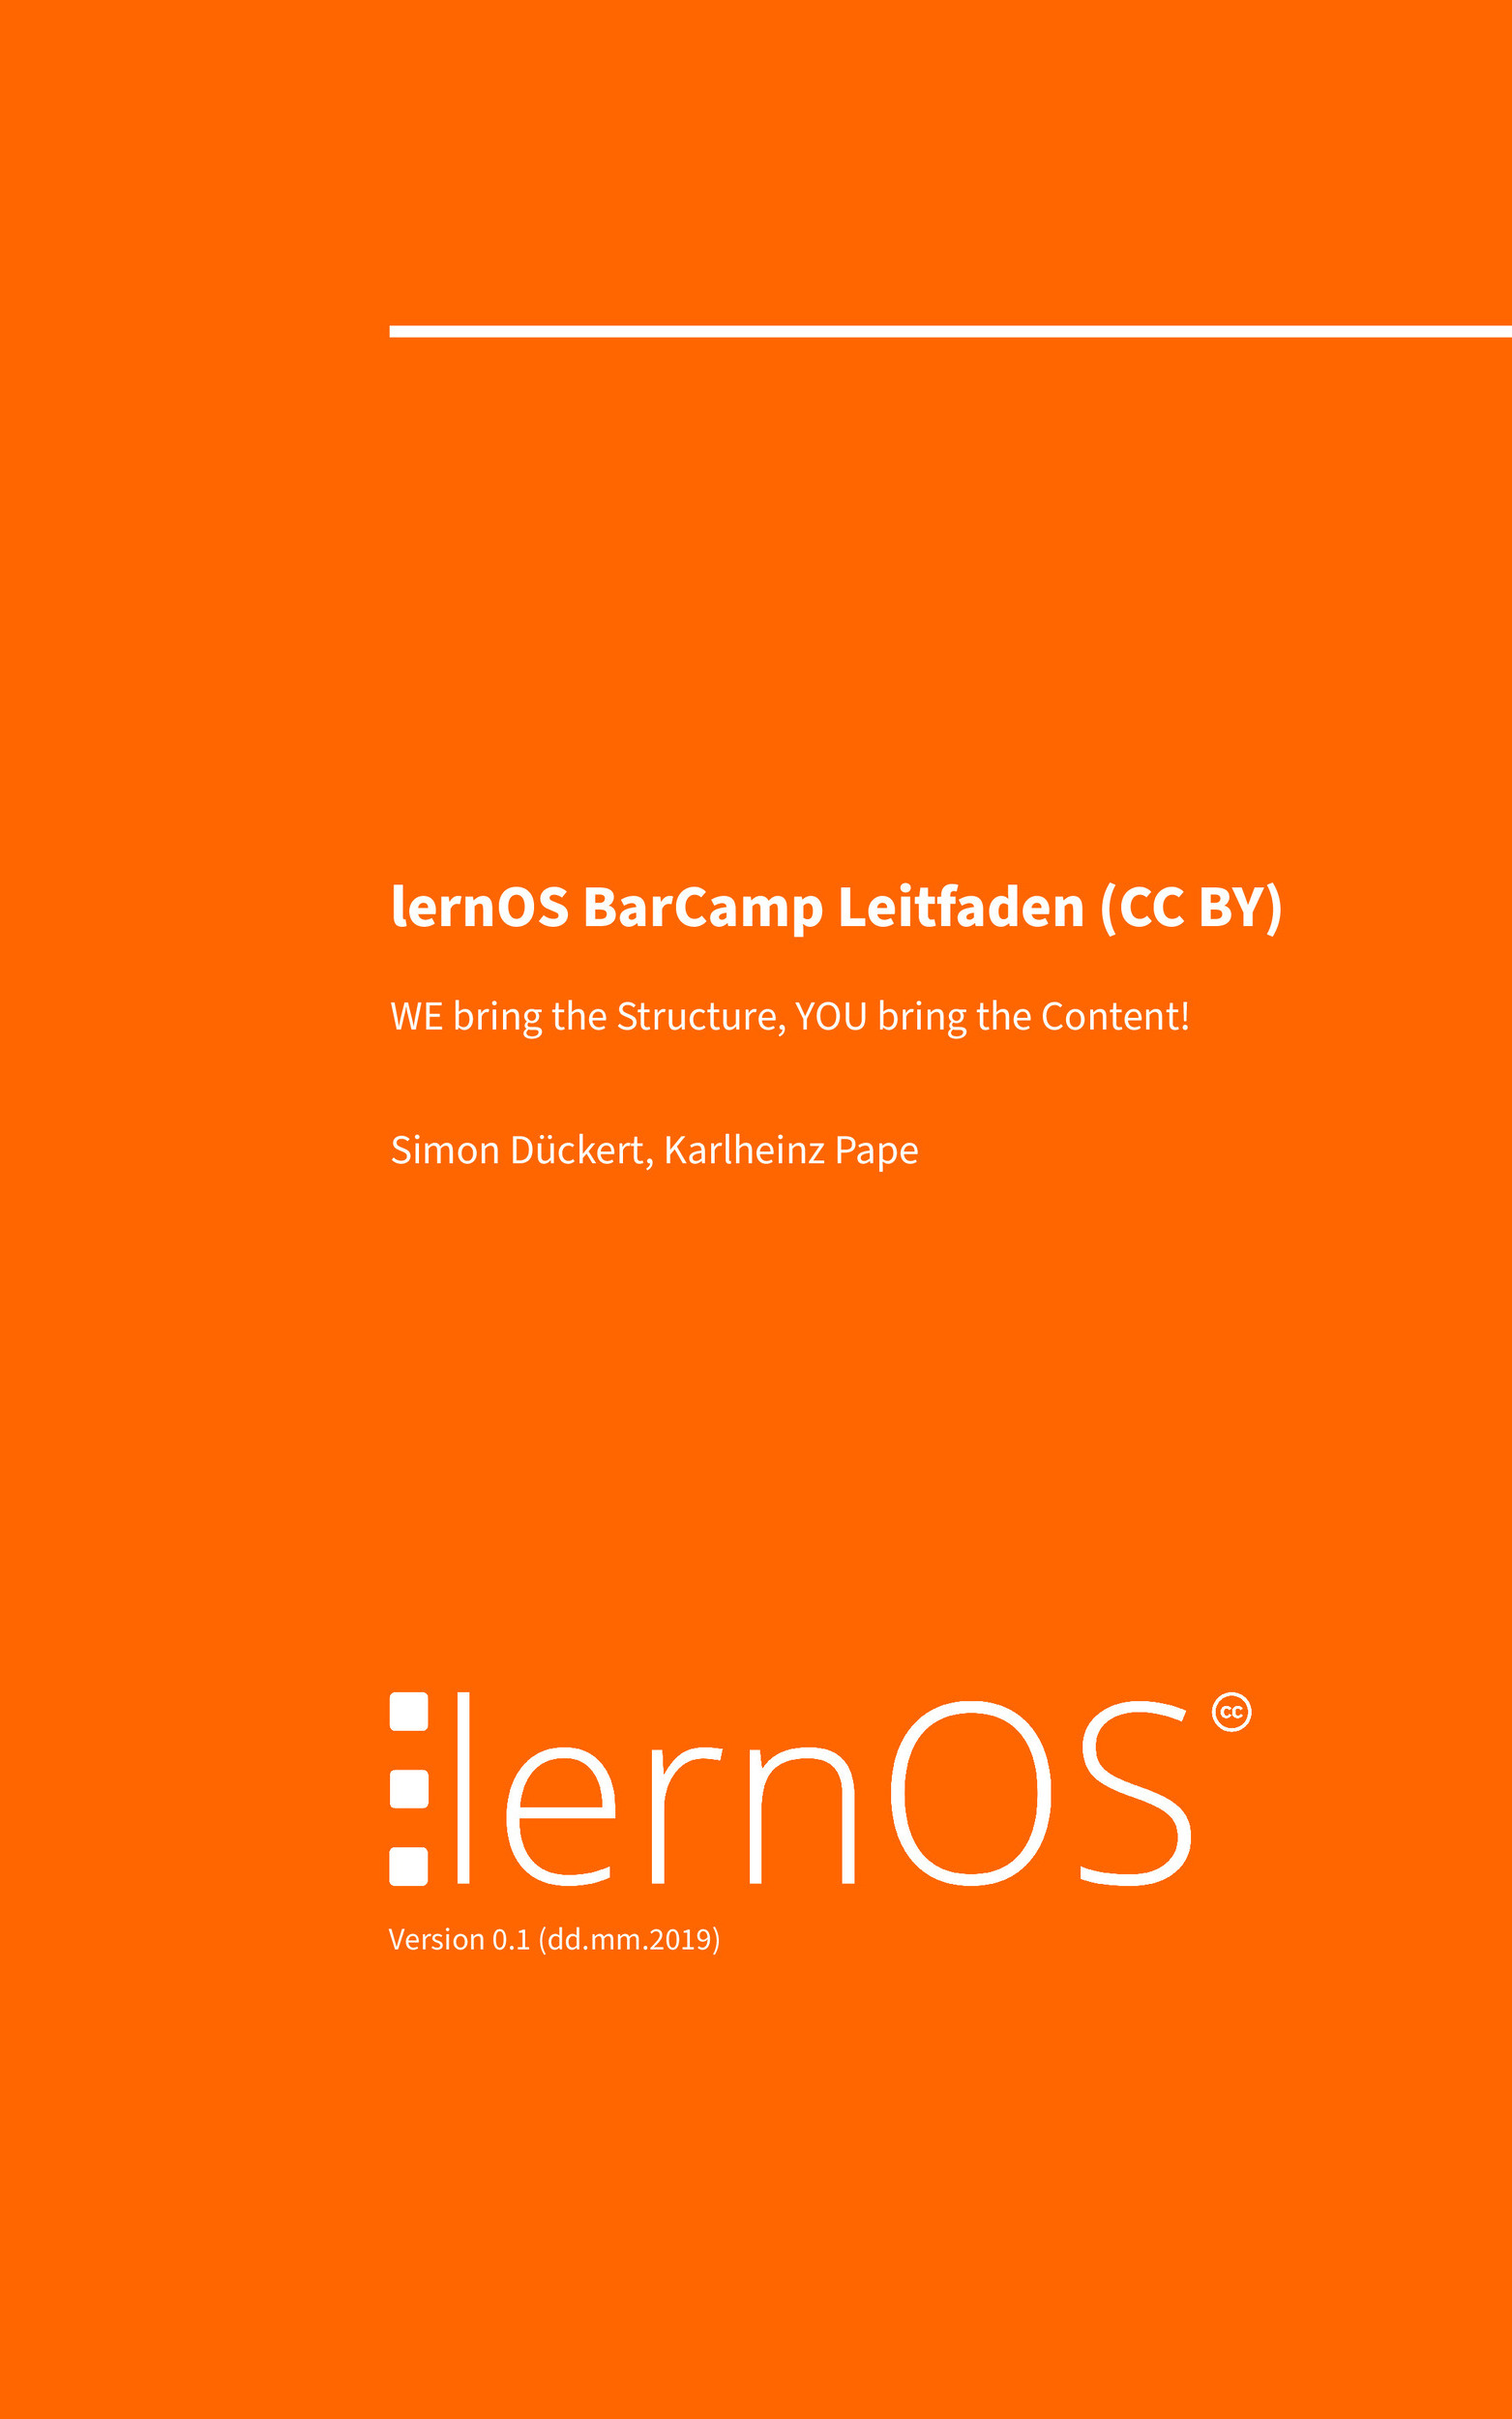 lernOS BarCamp Leitfaden (CC BY)
WE bring the Structure, YOU bring the Content!
Simon Dückert, Karlheinz Pape
lernOS cc
Version 0.1 (dd.mm.2019)